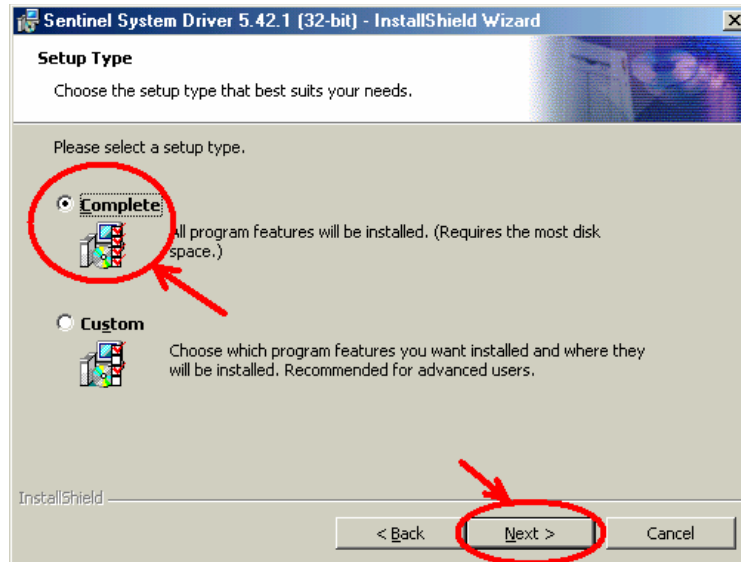 Sentinel System Driver 5.42.1 (32-bit) - InstallShield Wizard
Setup Type
Choose the setup type that best suits your needs.
Please select a setup type.
Complete
All program features will be installed. (Requires the most disk
space.)
Custom
Choose which program features you want installed and where they
will be installed. Recommended for advanced users.
InstallShield
< Back Next > Cancel